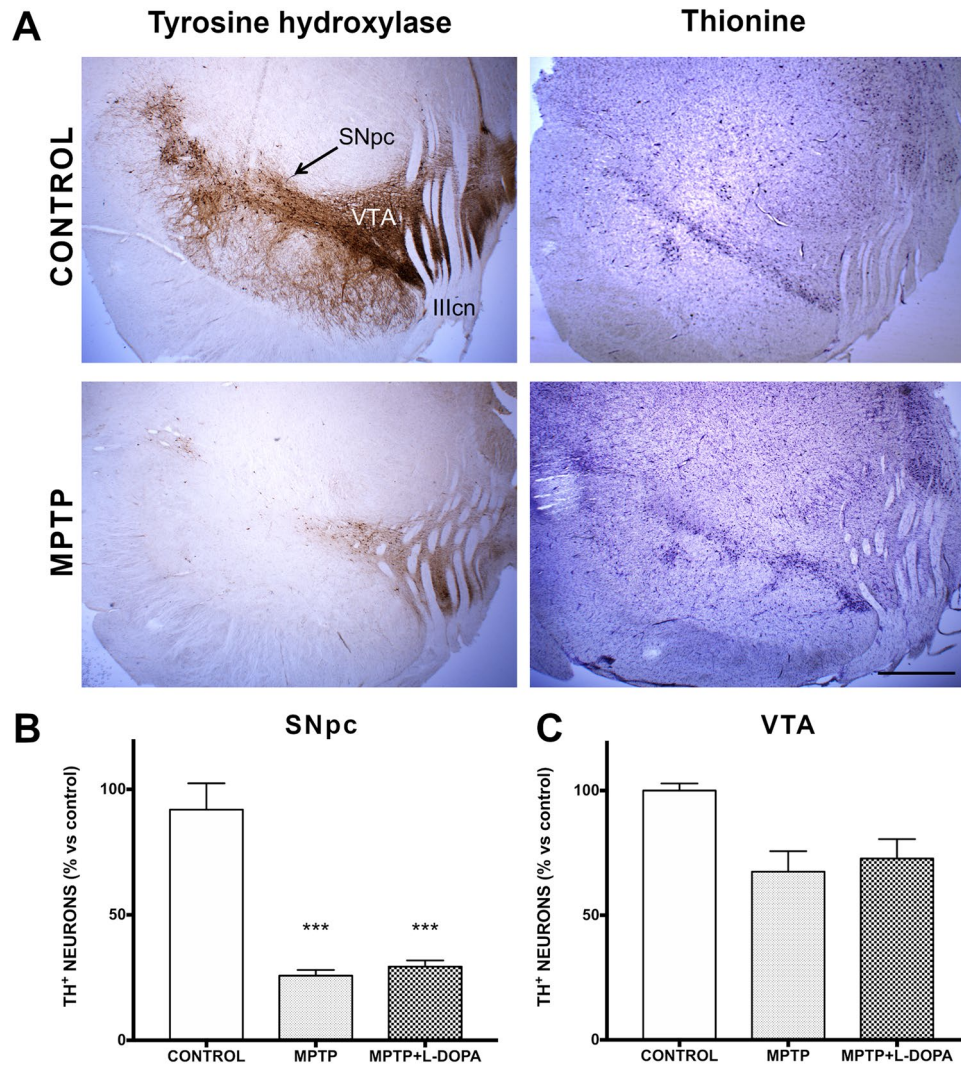 A
Tyrosine hydroxylase
Thionine
CONTROL
SNpc
VTA
IIIcn
MPTP
B
SNpc
TH⁺ NEURONS (% vs control)
100
50
0
***
***
CONTROL
MPTP
MPTP+L-DOPA
C
VTA
TH⁺ NEURONS (% vs control)
100
50
0
CONTROL
MPTP
MPTP+L-DOPA